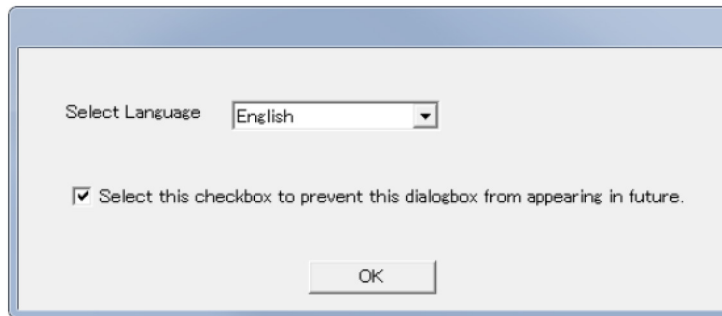 Select Language English
Select this checkbox to prevent this dialogbox from appearing in future.
OK